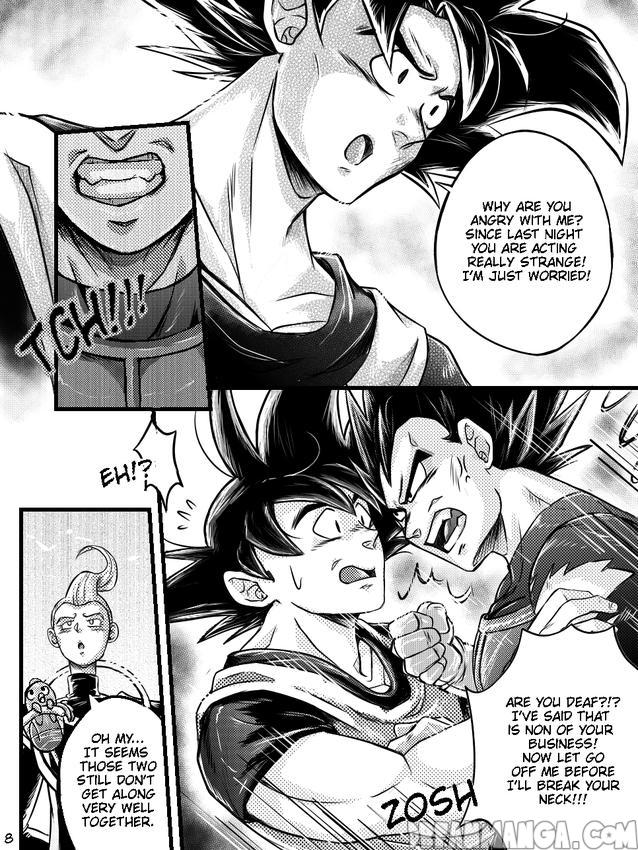 WHY ARE YOU
ANGRY WITH ME?
SINCE LAST NIGHT
YOU ARE ACTING
REALLY STRANGE!
I'M JUST WORRIED!
TCH!!!
EH!?
ARE YOU DEAF?!?
I'VE SAID THAT
IS NON OF YOUR
BUSINESS!
NOW LET GO
OFF ME BEFORE
I'LL BREAK YOUR
NECK!!!
ZOSH
OH MY...
IT SEEMS
THOSE TWO
STILL DON'T
GET ALONG
VERY WELL
TOGETHER.
8